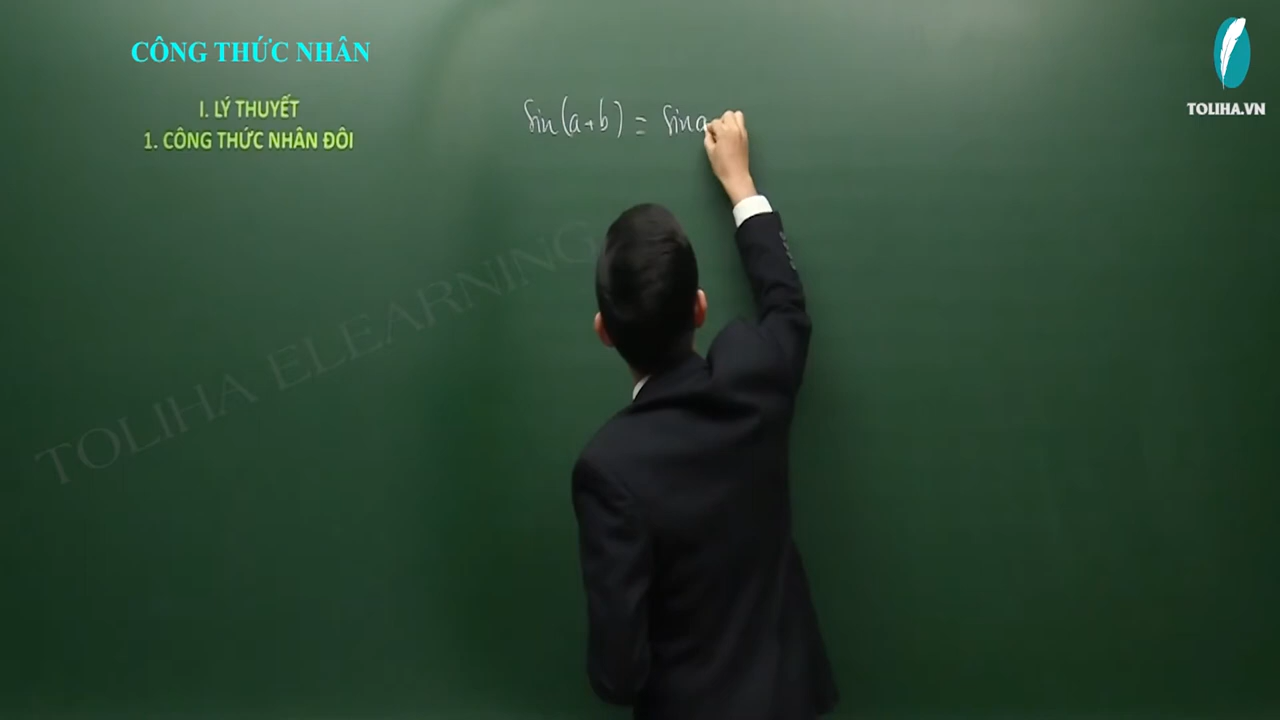 CÔNG THỨC NHÂN
I. LÝ THUYẾT
1. CÔNG THỨC NHÂN ĐÔI
sin(a+b) = sina
TOLIHA.VN
TOLIHA ELEARNING